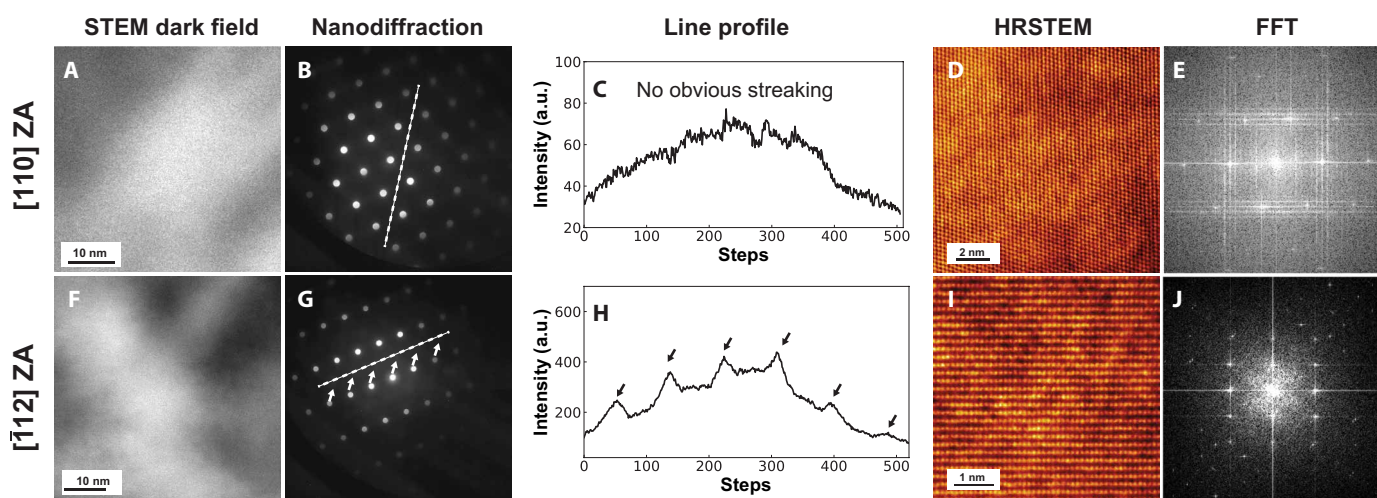 STEM dark field Nanodiffraction Line profile HRSTEM FFT
[110] ZA
A
10 nm
B
C No obvious streaking
Intensity (a.u.)
100
80
60
40
20
0 100 200 300 400 500
Steps
D
2 nm
E
[1̄12] ZA
F
10 nm
G
H
Intensity (a.u.)
600
400
200
0 100 200 300 400 500
Steps
I
1 nm
J